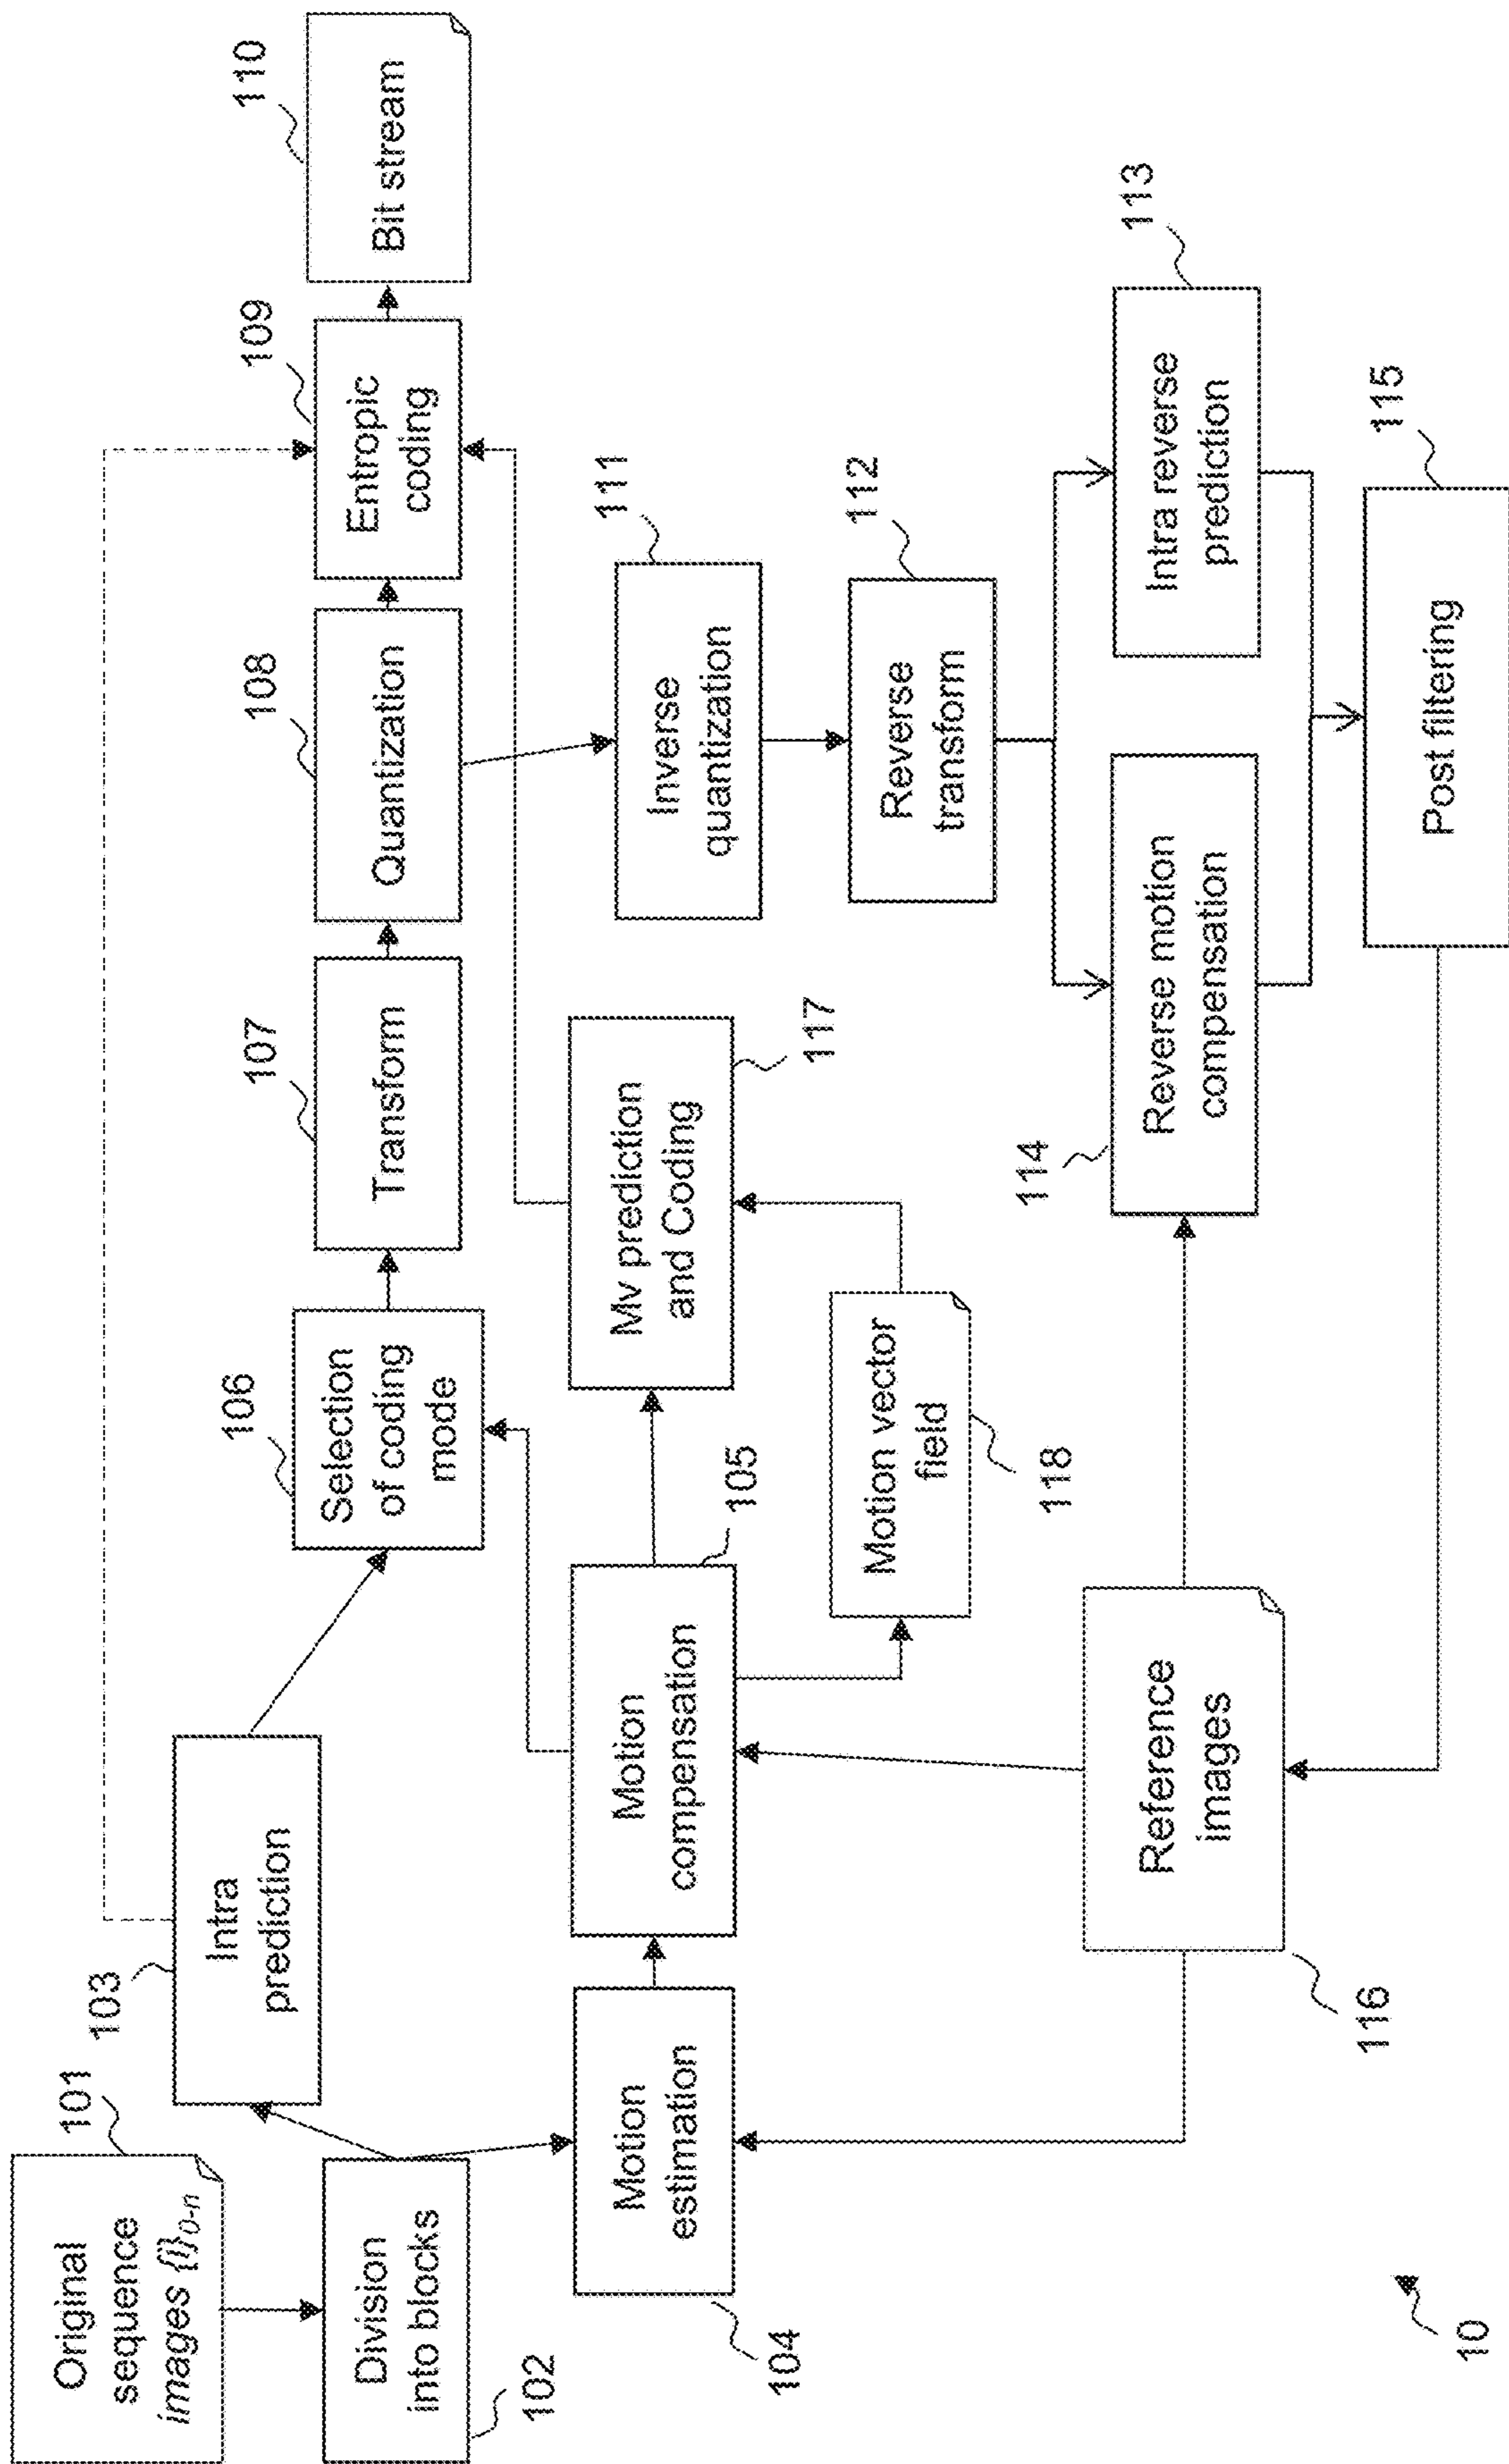 101
Original
sequence
images {I}0-n
Division
into blocks
102
103
Intra
prediction
Motion
estimation
104
Motion
compensation
105
106
Selection
of coding
mode
107
Transform
108
Quantization
109
Entropic
coding
110
Bit stream
Mv prediction
and Coding
117
Motion vector
field
118
111
Inverse
quantization
112
Reverse
transform
113
Intra reverse
prediction
114
Reverse motion
compensation
115
Post filtering
Reference
images
116
10